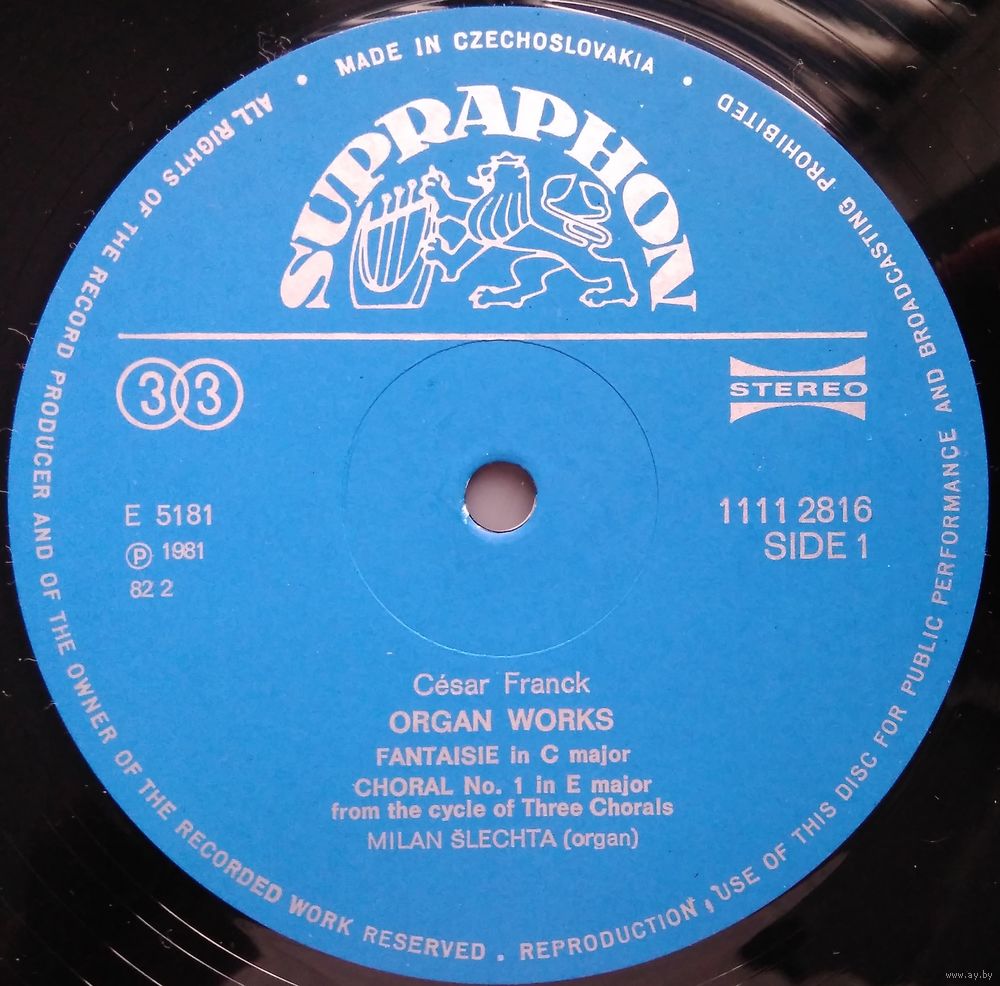 MADE IN CZECHOSLOVAKIA
ALL RIGHTS OF THE RECORD PRODUCER AND OF THE OWNER OF THE RECORDED WORK RESERVED . REPRODUCTION, USE OF THIS DISC FOR PUBLIC PERFORMANCE AND BROADCASTING PROHIBITED
SUPRAPHON
33
STEREO
E 5181
℗ 1981
82 2
1111 2816
SIDE 1
César Franck
ORGAN WORKS
FANTAISIE in C major
CHORAL No. 1 in E major
from the cycle of Three Chorals
MILAN ŠLECHTA (organ)
www.ay.by